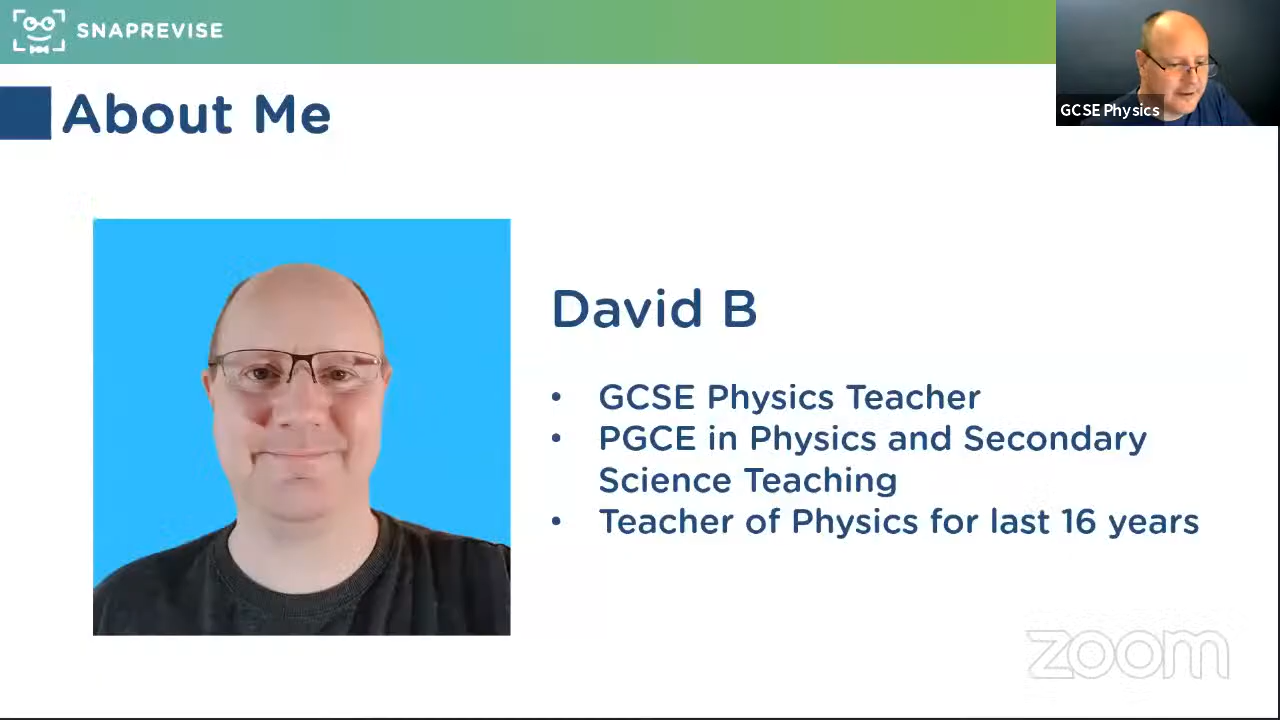 SNAPREVISE
GCSE Physics
About Me
David B
• GCSE Physics Teacher
• PGCE in Physics and Secondary
Science Teaching
• Teacher of Physics for last 16 years
zoom